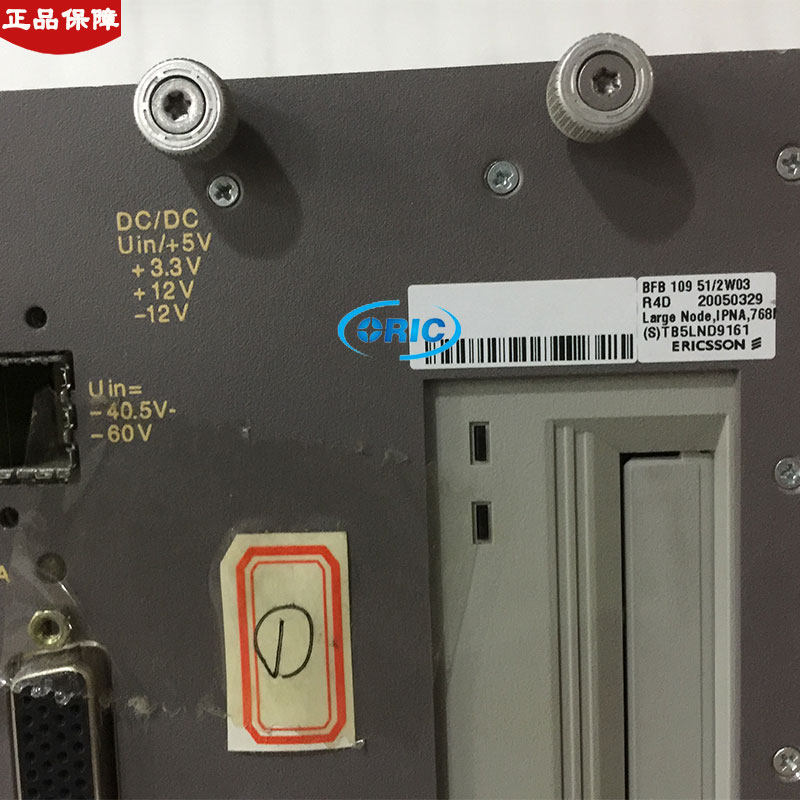 正品保障
DC/DC
Uin/+5V
+3.3V
+12V
-12V
ORIC
BFB 109 51/2W03
R4D 20050329
Large Node,IPNA,768
(S)TB5LND9161
ERICSSON
Uin=
-40.5V-
-60V
A
1